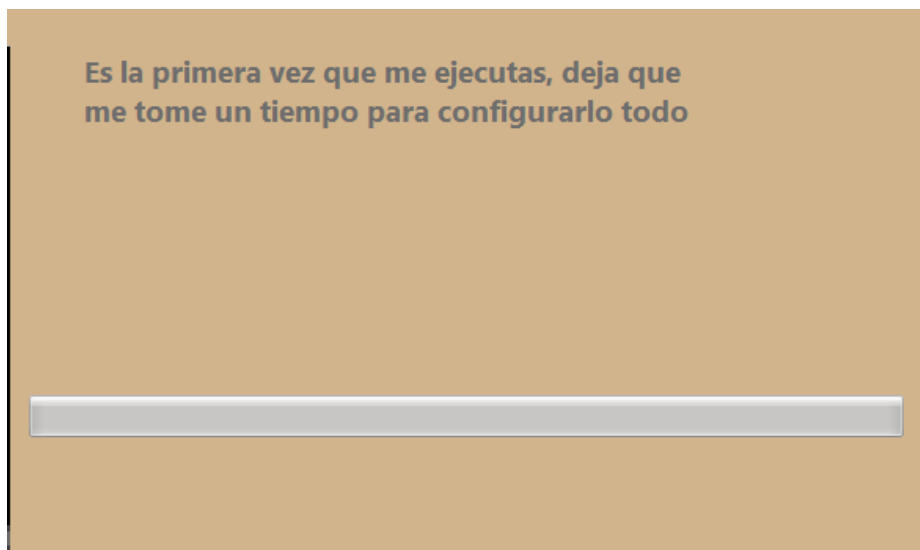 Es la primera vez que me ejecutas, deja que
me tome un tiempo para configurarlo todo